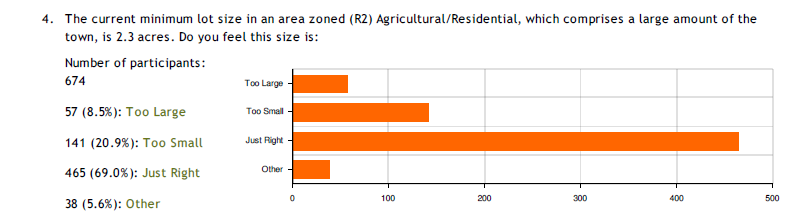 4. The current minimum lot size in an area zoned (R2) Agricultural/Residential, which comprises a large amount of the
town, is 2.3 acres. Do you feel this size is:
Number of participants:
674
57 (8.5%): Too Large
141 (20.9%): Too Small
465 (69.0%): Just Right
38 (5.6%): Other
Too Large
Too Small
Just Right
Other
0 100 200 300 400 500